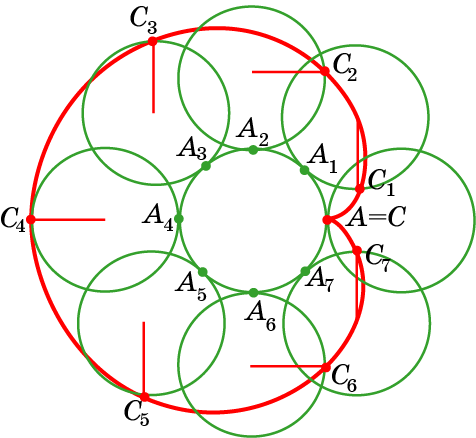 C₃
C₂
A₂
A₃
A₁
C₁
A₄
A=C
C₄
C₇
A₅
A₇
A₆
C₆
C₅